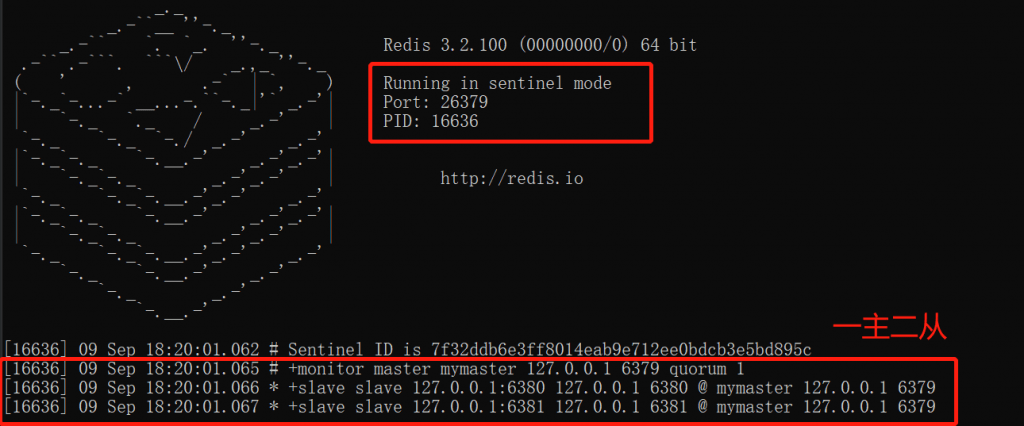 Redis 3.2.100 (00000000/0) 64 bit
Running in sentinel mode
Port: 26379
PID: 16636
http://redis.io
一主二从
[16636] 09 Sep 18:20:01.062 # Sentinel ID is 7f32ddb6e3ff8014eab9e712ee0bdcb3e5bd895c
[16636] 09 Sep 18:20:01.065 # +monitor master mymaster 127.0.0.1 6379 quorum 1
[16636] 09 Sep 18:20:01.066 * +slave slave 127.0.0.1:6380 127.0.0.1 6380 @ mymaster 127.0.0.1 6379
[16636] 09 Sep 18:20:01.067 * +slave slave 127.0.0.1:6381 127.0.0.1 6381 @ mymaster 127.0.0.1 6379